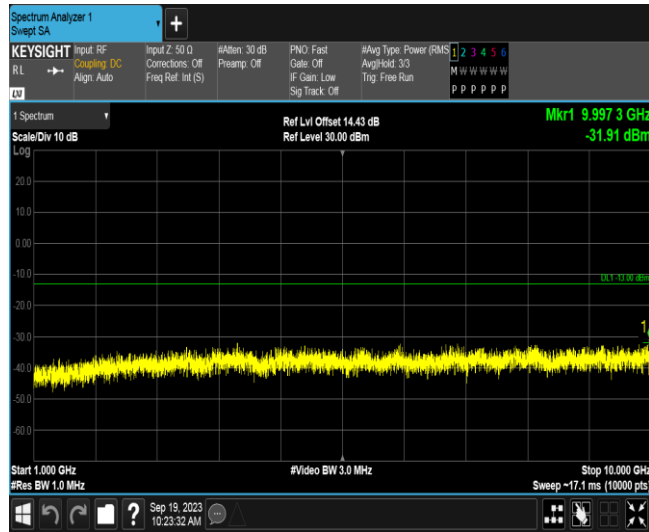 Spectrum Analyzer 1
Swept SA
+
KEYSIGHT Input: RF Input Z: 50 Ω #Atten: 30 dB PNO: Fast #Avg Type: Power (RMS 1 2 3 4 5 6
RL Coupling: DC Corrections: Off Preamp: Off Gate: Off Avg|Hold: 3/3 M W W W W W
Align: Auto Freq Ref: Int (S) IF Gain: Low Trig: Free Run
LXI Sig Track: Off P P P P P P
1 Spectrum
Ref Lvl Offset 14.43 dB Mkr1 9.997 3 GHz
Scale/Div 10 dB Ref Level 30.00 dBm -31.91 dBm
Log
20.0
10.0
0.00
-10.0
DL1 -13.00 dBm
-20.0
1
-30.0
-40.0
-50.0
-60.0
Start 1.000 GHz #Video BW 3.0 MHz Stop 10.000 GHz
#Res BW 1.0 MHz Sweep ~17.1 ms (10000 pts)
? Sep 19, 2023
10:23:32 AM